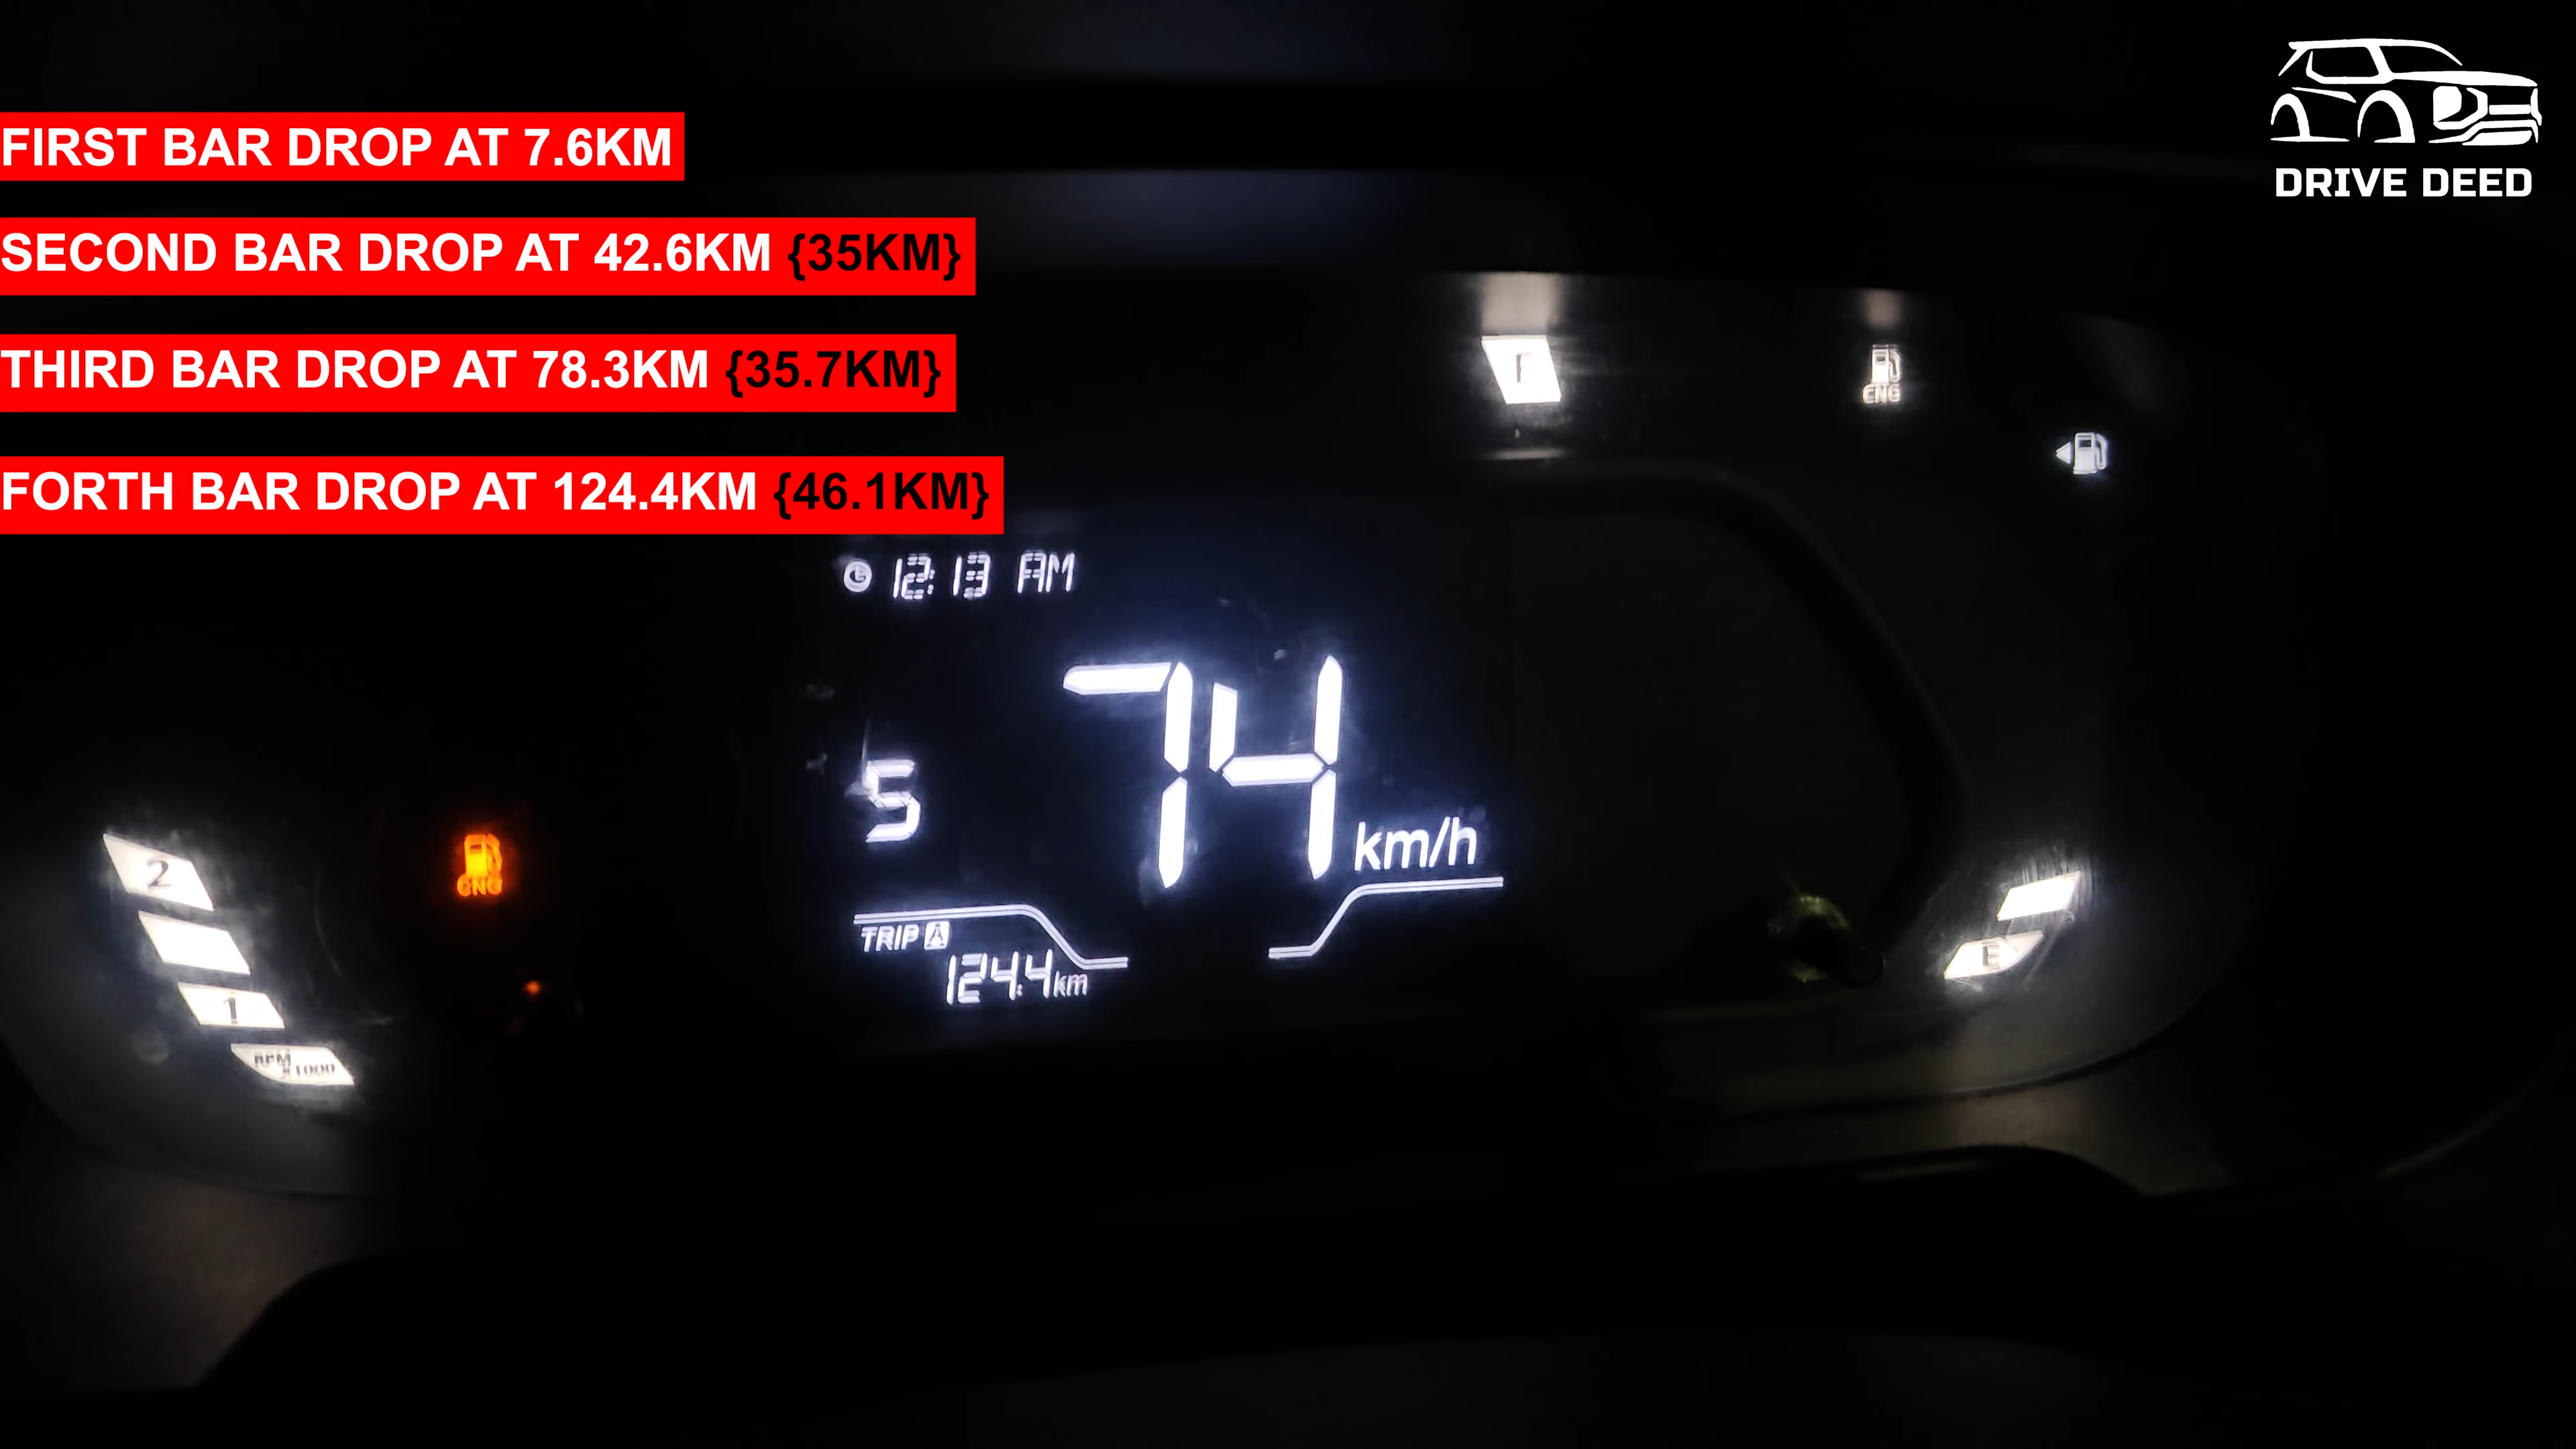 FIRST BAR DROP AT 7.6KM
SECOND BAR DROP AT 42.6KM {35KM}
THIRD BAR DROP AT 78.3KM {35.7KM}
FORTH BAR DROP AT 124.4KM {46.1KM}
DRIVE DEED
F
CNG
12:13 AM
74
5
km/h
2
CNG
TRIP A
124.4km
E
1
RPM
X1000